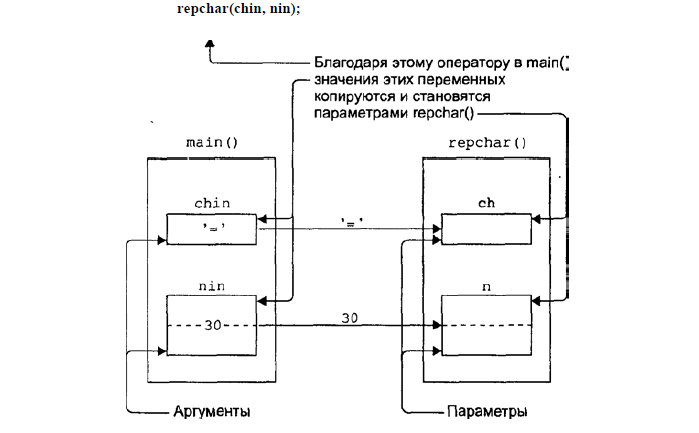 repchar(chin, nin);
Благодаря этому оператору в main()
значения этих переменных
копируются и становятся
параметрами repchar()
main()
repchar()
chin
ch
'='
'='
nin
n
30
30
Аргументы
Параметры